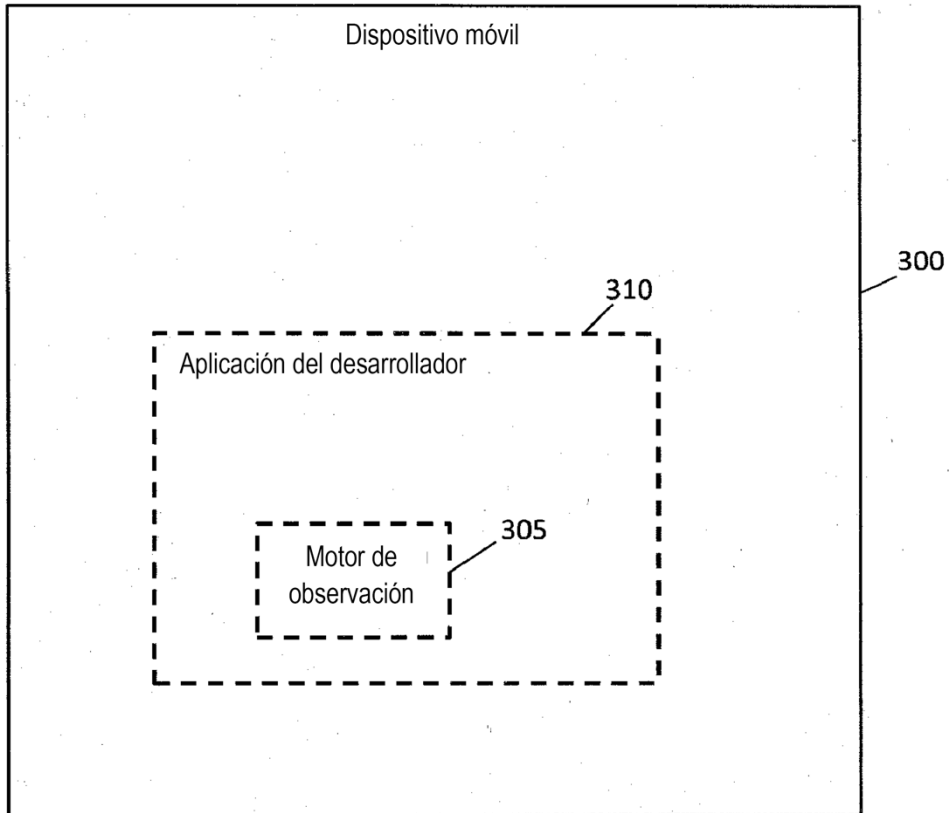 Dispositivo móvil
300
310
Aplicación del desarrollador
305
Motor de
observación